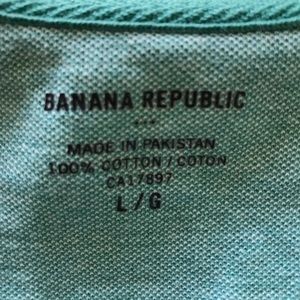 BANANA REPUBLIC
MADE IN PAKISTAN
100% COTTON / COTON
CA17897
L / G